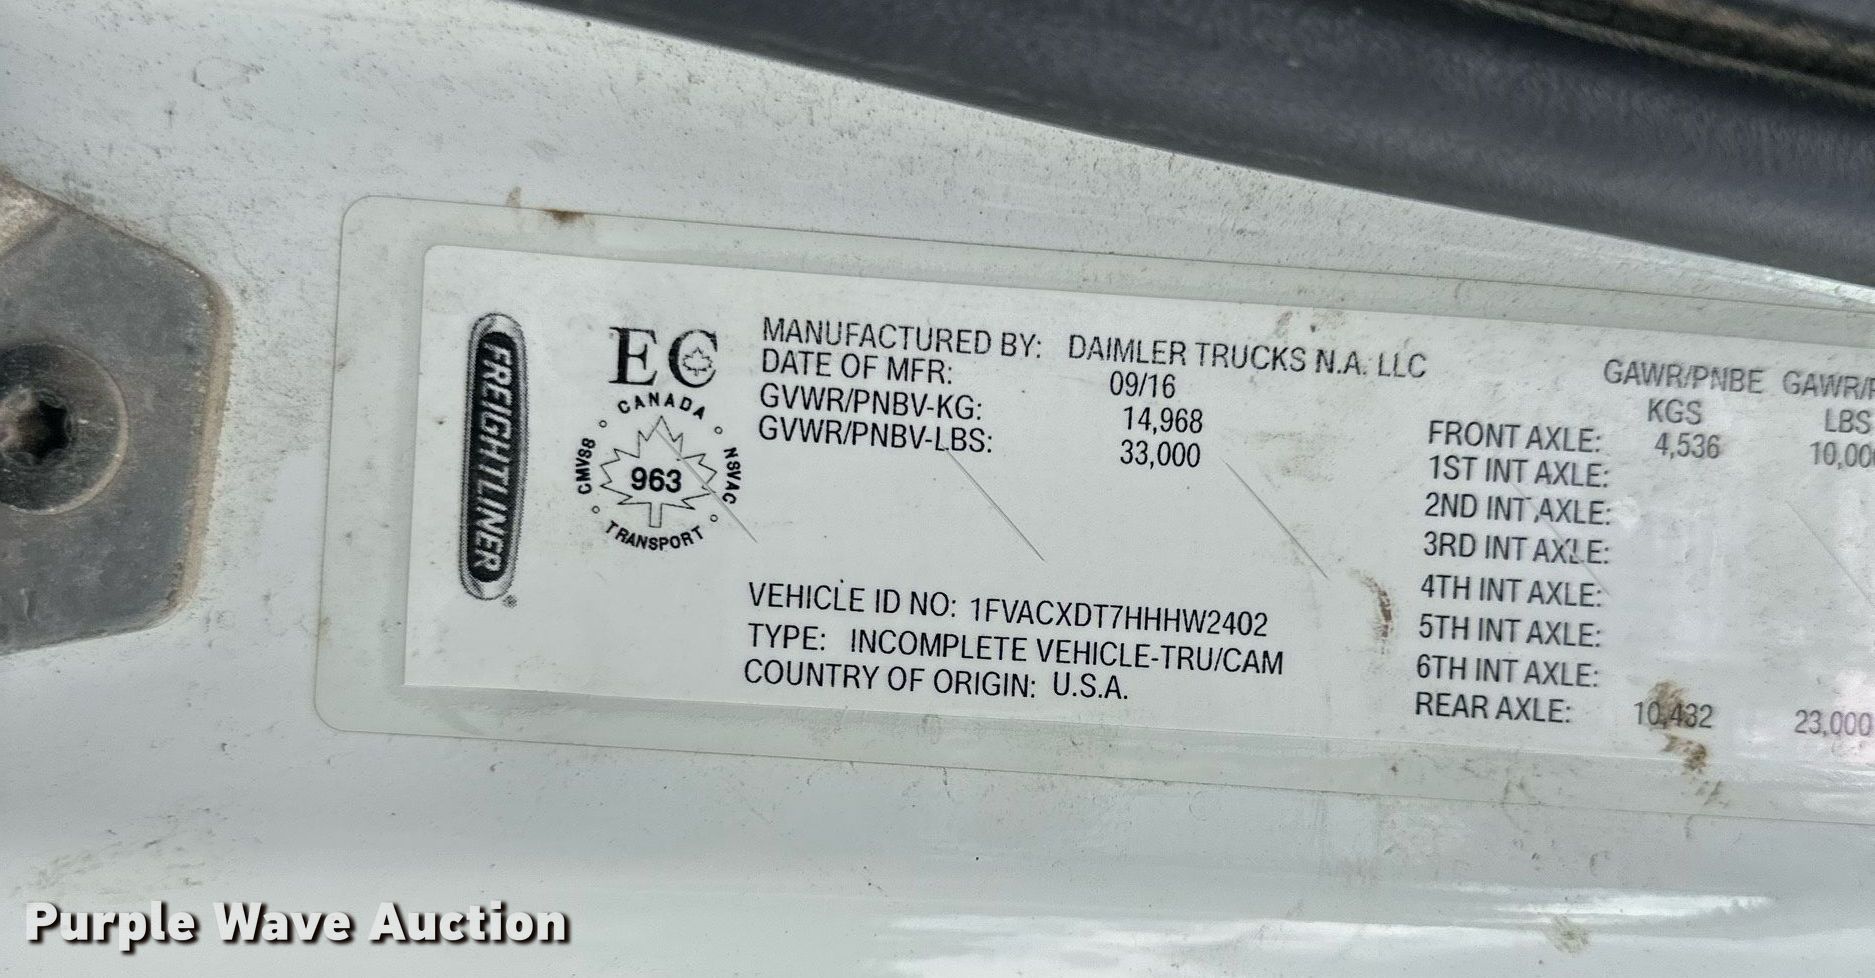 FREIGHTLINER®
EC
CANADA
CMVSS
NSVAC
963
TRANSPORT
MANUFACTURED BY: DAIMLER TRUCKS N.A. LLC
DATE OF MFR: 09/16
GVWR/PNBV-KG: 14,968
GVWR/PNBV-LBS: 33,000
VEHICLE ID NO: 1FVACXDT7HHHW2402
TYPE: INCOMPLETE VEHICLE-TRU/CAM
COUNTRY OF ORIGIN: U.S.A.
GAWR/PNBE GAWR/
KGS LBS
FRONT AXLE: 4,536 10,00
1ST INT AXLE:
2ND INT AXLE:
3RD INT AXLE:
4TH INT AXLE:
5TH INT AXLE:
6TH INT AXLE:
REAR AXLE: 10,432 23,000
Purple Wave Auction